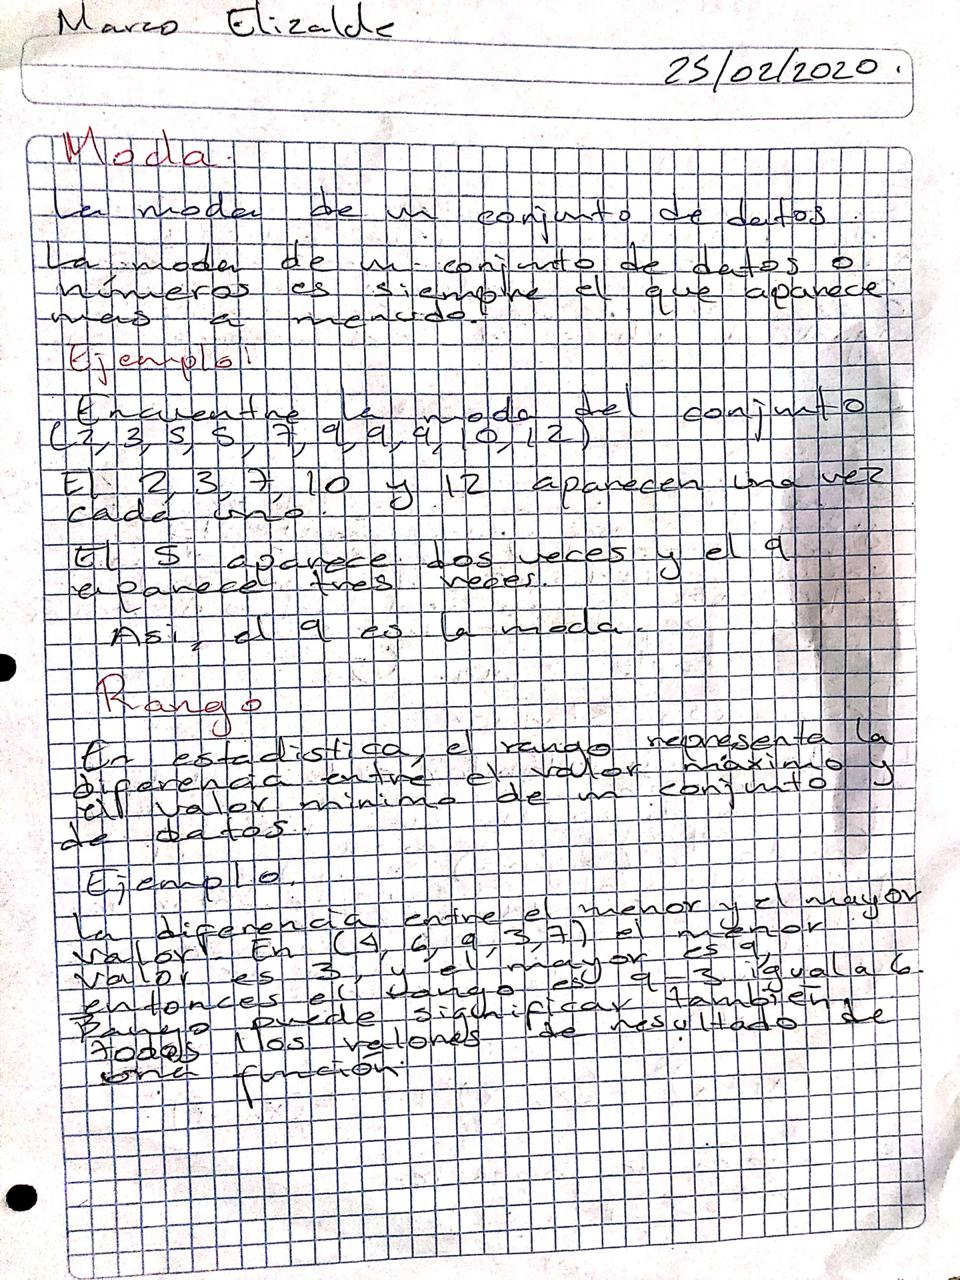 Marco Elizalde
25/02/2020.
Moda.
La moda de un conjunto de datos.
La moda de un conjunto de datos o
números es siempre el que aparece
mas a menudo.
Ejemplo:
Encuentre la moda del conjunto
(2, 3, 5, 5, 7, 9, 9, 9, 10, 12)
El 2, 3, 7, 10 y 12 aparecen una vez
cada uno.
El 5 aparece dos veces y el 9
aparece tres veces.
Asi, el 9 es la moda.
Rango
En estadistica, el rango representa la
diferencia entre el valor máximo y
el valor minimo de un conjunto
de datos.
Ejemplo.
La diferencia entre el menor y el mayor
valor. En (4, 6, 9, 3, 7) el menor
valor es 3, y el mayor es 9,
entonces el rango es 9-3 igual a 6.
Rango puede significar también
todos los valores de resultado de
una función